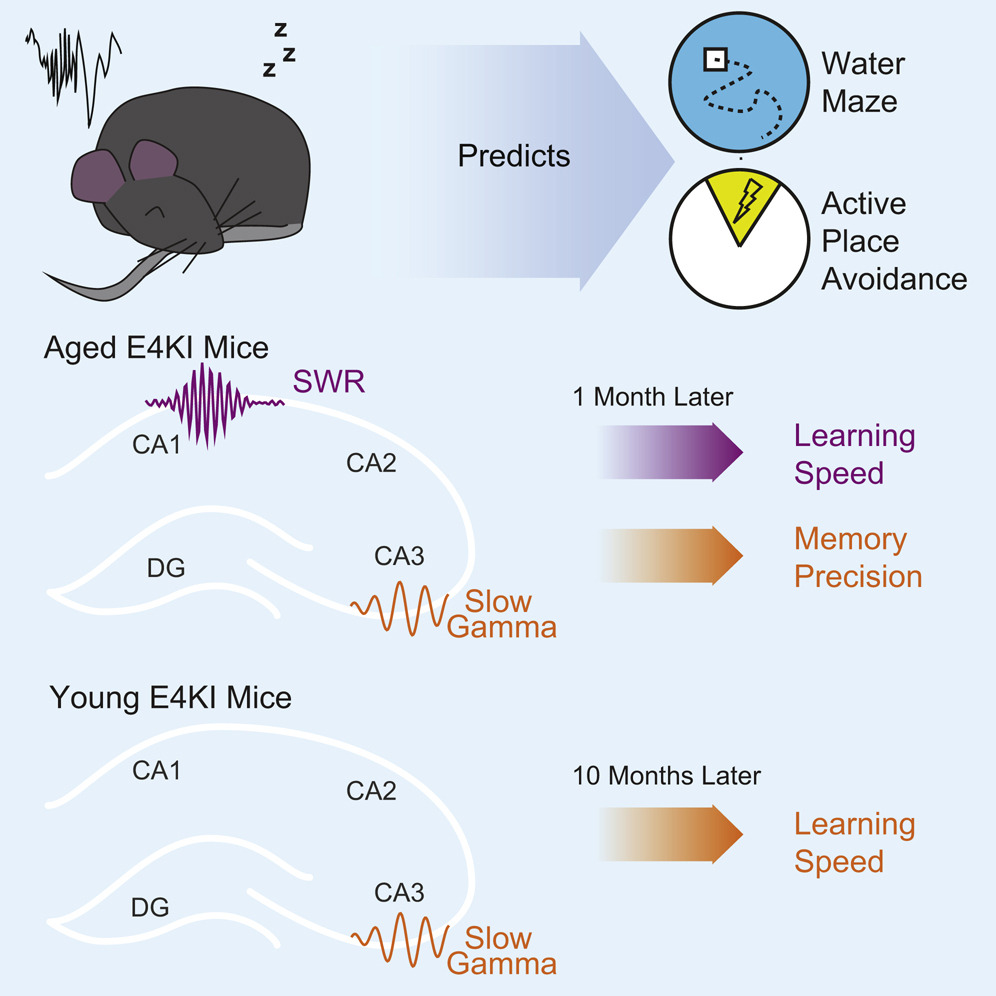 z
z
z
Predicts
Water
Maze
Active
Place
Avoidance
Aged E4KI Mice
SWR
CA1
CA2
DG
CA3
Slow
Gamma
1 Month Later
Learning
Speed
Memory
Precision
Young E4KI Mice
CA1
CA2
DG
CA3
Slow
Gamma
10 Months Later
Learning
Speed